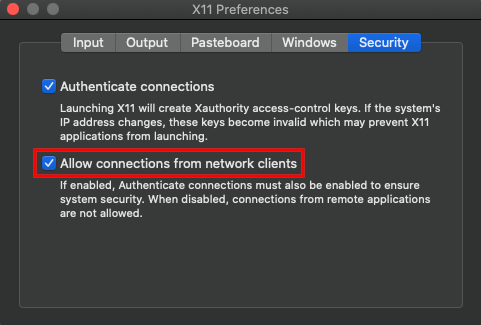 X11 Preferences
Input Output Pasteboard Windows Security
Authenticate connections
Launching X11 will create Xauthority access-control keys. If the system's
IP address changes, these keys become invalid which may prevent X11
applications from launching.
Allow connections from network clients
If enabled, Authenticate connections must also be enabled to ensure
system security. When disabled, connections from remote applications
are not allowed.